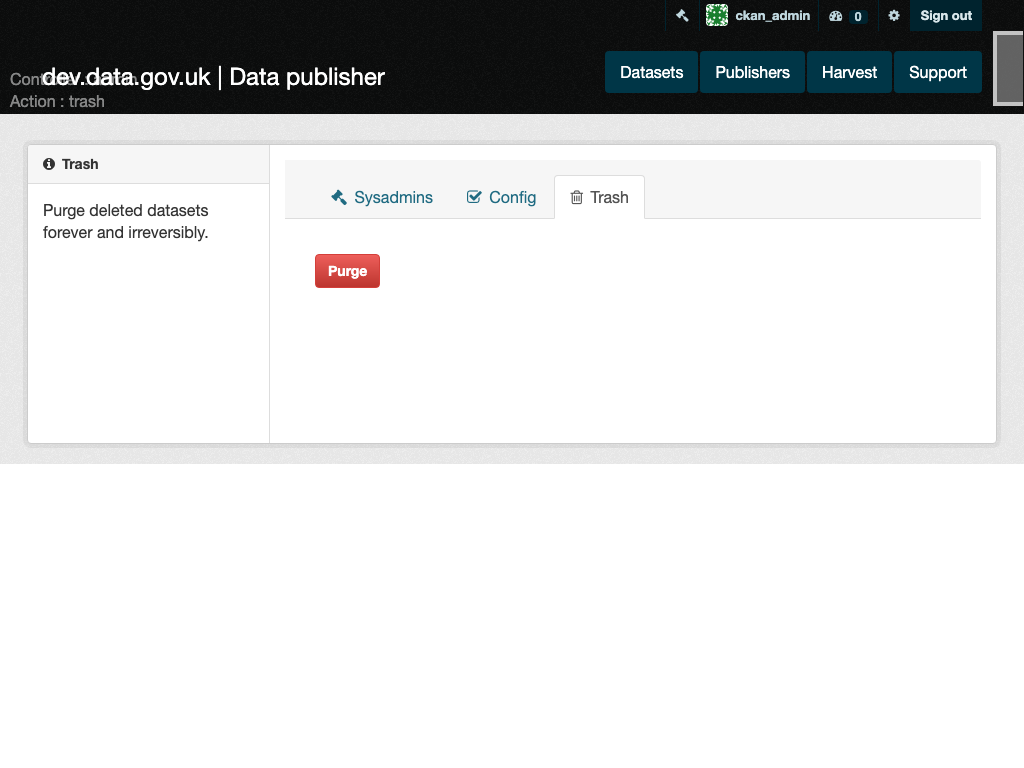 ckan_admin
0
Sign out
dev.data.gov.uk | Data publisher
Action : trash
Datasets
Publishers
Harvest
Support
Trash
Purge deleted datasets
forever and irreversibly.
Sysadmins
Config
Trash
Purge